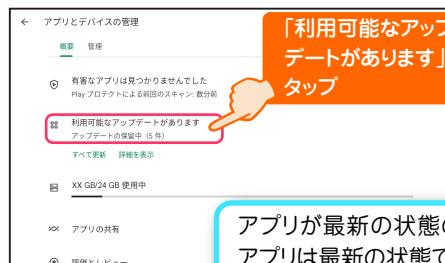 ← アプリとデバイスの管理
概要 管理
有害なアプリは見つかりませんでした
Play プロテクトによる前回のスキャン: 数分前
利用可能なアップデートがあります
アップデートの保留中 (5 件)
すべて更新 詳細を表示
XX GB/24 GB 使用中
アプリの共有
評価とレビュー
「利用可能なアップ
デートがあります」
タップ
アプリが最新の状態の
アプリは最新の状態で